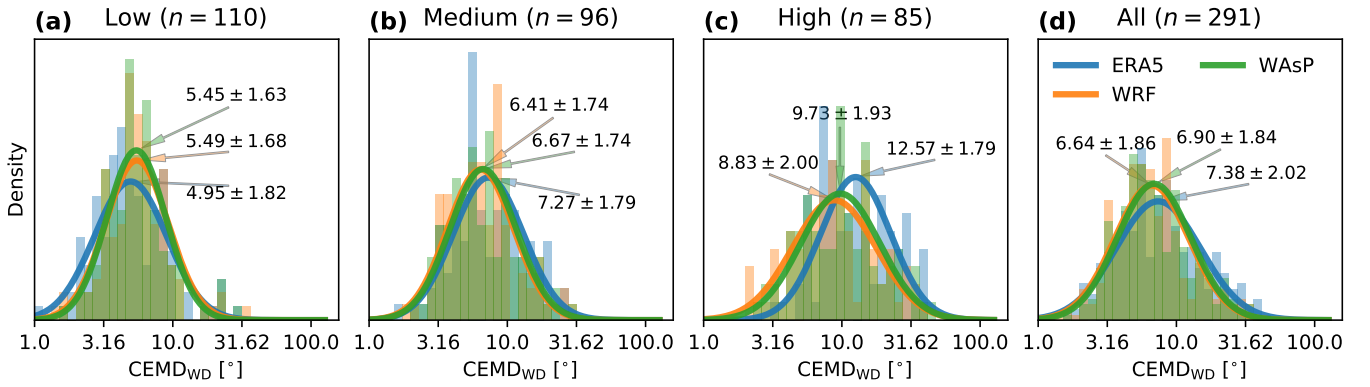 (a) Low (n = 110)
(b) Medium (n = 96)
(c) High (n = 85)
(d) All (n = 291)
Density
5.45 ± 1.63
5.49 ± 1.68
4.95 ± 1.82
6.41 ± 1.74
6.67 ± 1.74
7.27 ± 1.79
9.73 ± 1.93
8.83 ± 2.00
12.57 ± 1.79
ERA5
WRF
WAsP
6.64 ± 1.86
6.90 ± 1.84
7.38 ± 2.02
1.0 3.16 10.0 31.62 100.0
1.0 3.16 10.0 31.62 100.0
1.0 3.16 10.0 31.62 100.0
1.0 3.16 10.0 31.62 100.0
CEMD_WD [°]
CEMD_WD [°]
CEMD_WD [°]
CEMD_WD [°]